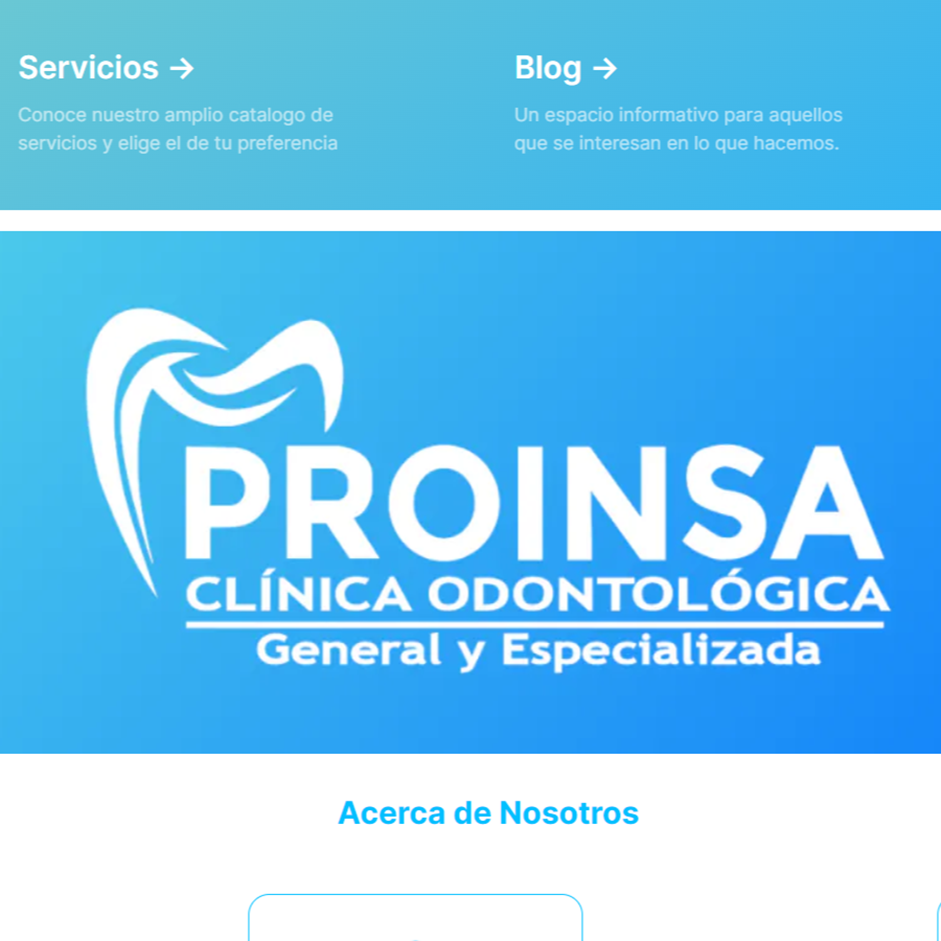 Servicios →
Conoce nuestro amplio catalogo de
servicios y elige el de tu preferencia
Blog →
Un espacio informativo para aquellos
que se interesan en lo que hacemos.
PROINSA
CLÍNICA ODONTOLÓGICA
General y Especializada
Acerca de Nosotros